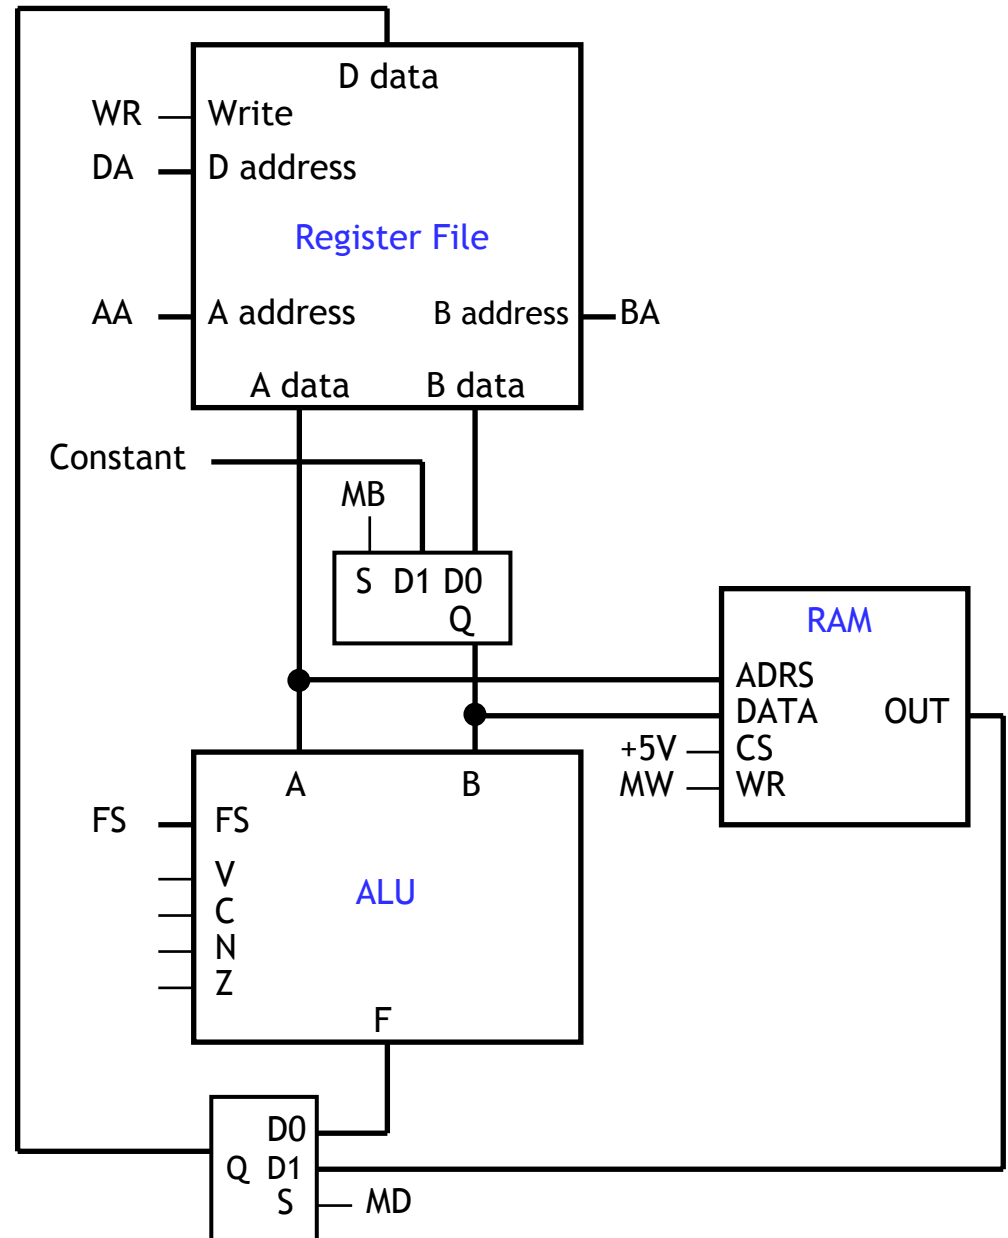 D data
WR Write
DA D address
Register File
AA A address B address BA
A data B data
Constant
MB
S D1 D0
Q
RAM
ADRS
DATA OUT
+5V CS
MW WR
A B
FS FS
V
ALU
C
N
Z
F
D0
Q D1
S MD